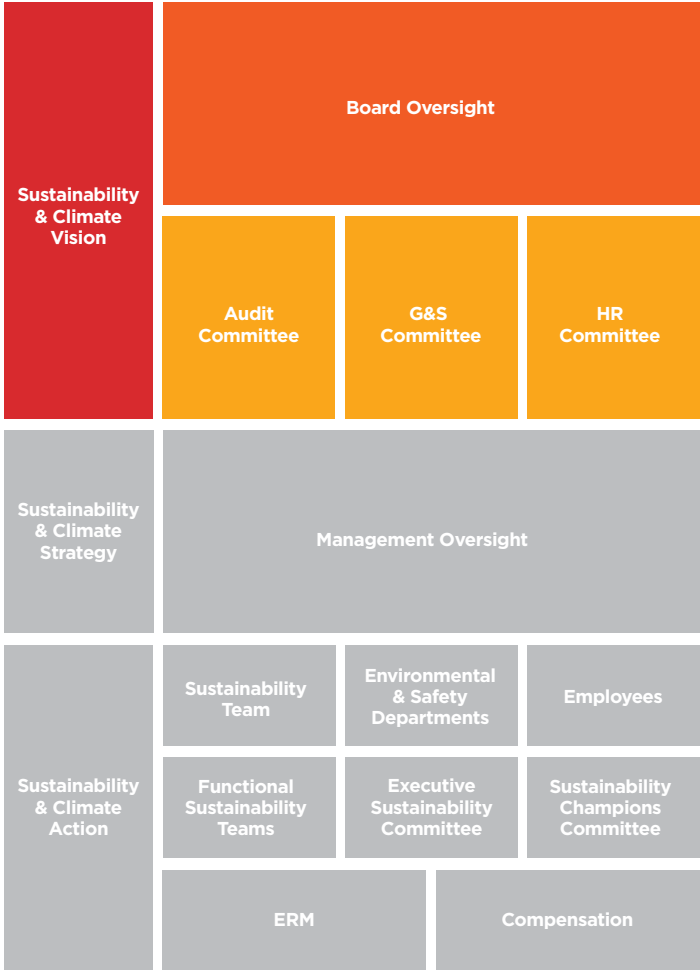 Sustainability
& Climate
Vision
Board Oversight
Audit
Committee
G&S
Committee
HR
Committee
Sustainability
& Climate
Strategy
Management Oversight
Sustainability
& Climate
Action
Sustainability
Team
Environmental
& Safety
Departments
Employees
Functional
Sustainability
Teams
Executive
Sustainability
Committee
Sustainability
Champions
Committee
ERM
Compensation